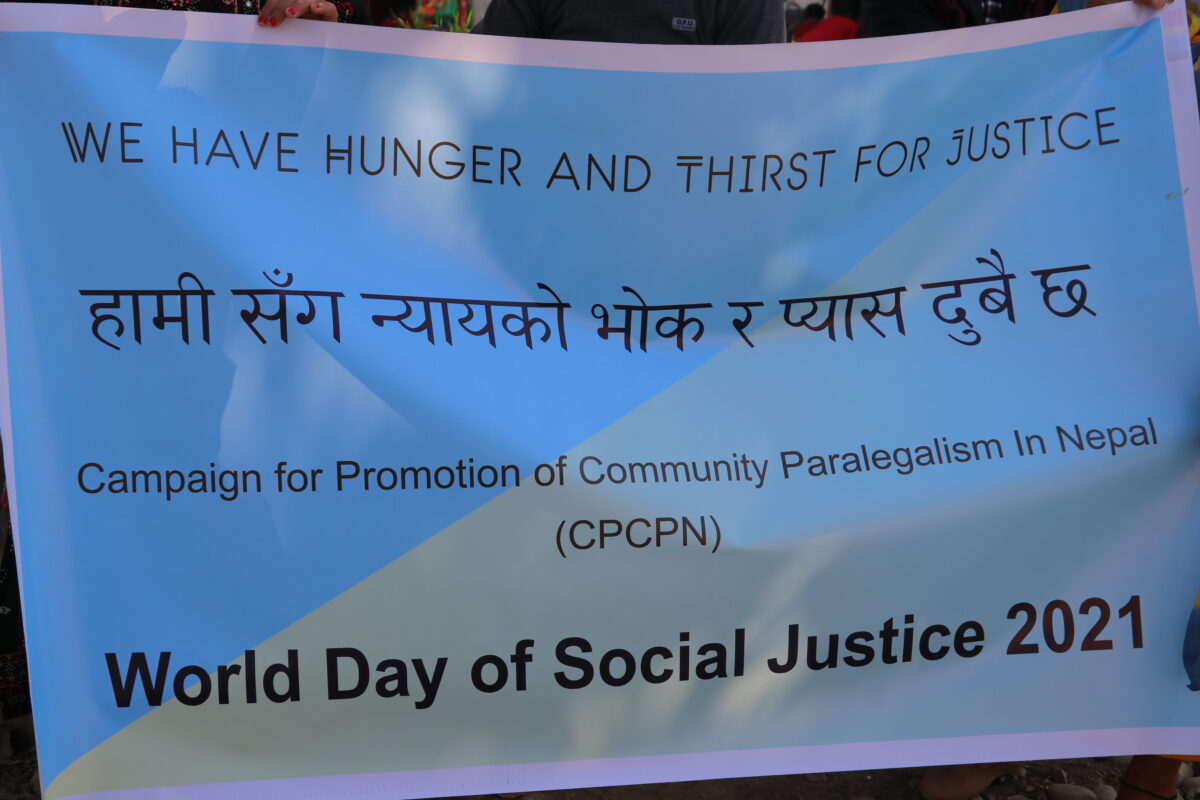 O.P.U
WE HAVE HUNGER AND THIRST FOR JUSTICE
हामी सँग न्यायको भोक र प्यास दुबै छ
Campaign for Promotion of Community Paralegalism In Nepal
(CPCPN)
World Day of Social Justice 2021